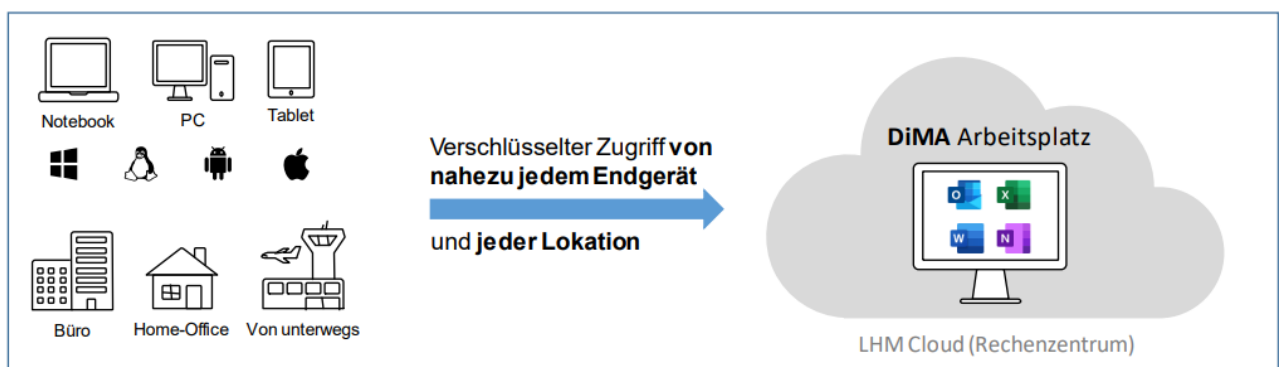 Notebook
PC
Tablet
Büro
Home-Office
Von unterwegs
Verschlüsselter Zugriff von
nahezu jedem Endgerät
und jeder Lokation
DiMA Arbeitsplatz
O
X
W
N
LHM Cloud (Rechenzentrum)